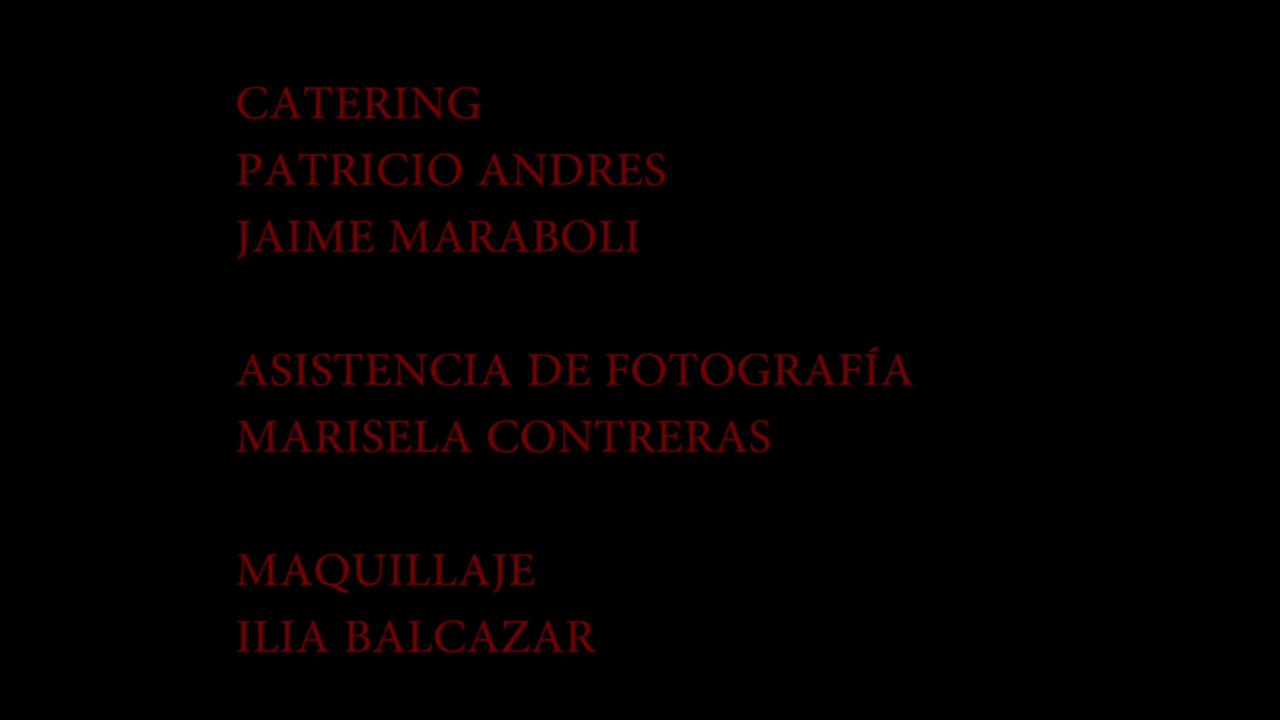 CATERING
PATRICIO ANDRES
JAIME MARABOLI
ASISTENCIA DE FOTOGRAFÍA
MARISELA CONTRERAS
MAQUILLAJE
ILIA BALCAZAR